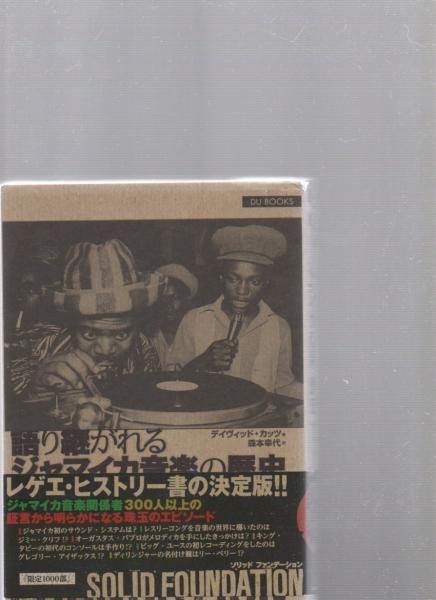 DU BOOKS
デイヴィッド・カッツ 著
森本幸代 訳
語り継がれる
ジャマイカ音楽の歴史
レゲエ・ヒストリー書の決定版!!
ジャマイカ音楽関係者300人以上の
証言から明らかになる珠玉のエピソード
ジャマイカ初のサウンド・システムは?┃レスリーコングを音楽の世界に導いたのは
ジミー・クリフ!?┃オーガスタス・パブロがメロディカを手にしたきっかけは?┃キング・
タビーの初代のコンソールは手作り!?┃ビッグ・ユースの初レコーディングをしたのは
グレゴリー・アイザックス!?┃ディリンジャーの名付け親はリー・ペリー!?
ソリッド ファンデーション
「限定1000部」
SOLID FOUNDATION